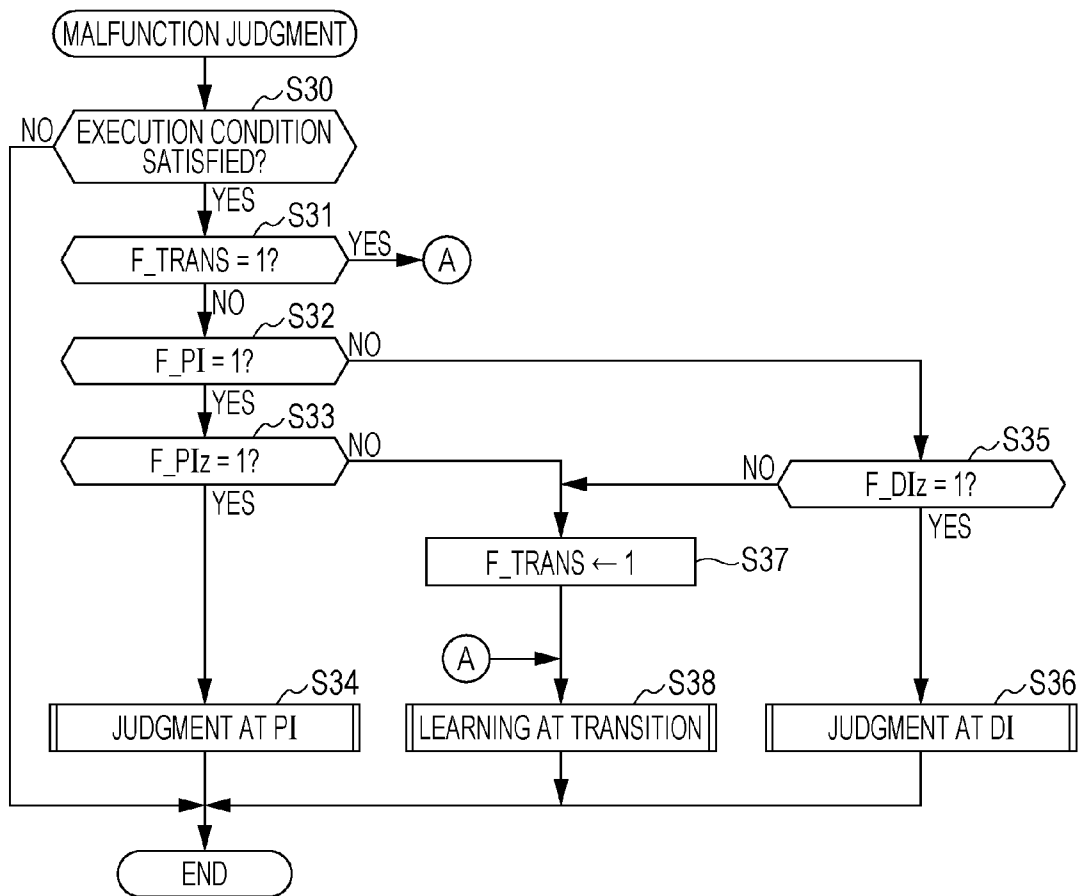 MALFUNCTION JUDGMENT
S30
NO
EXECUTION CONDITION
SATISFIED?
YES
S31
F_TRANS = 1?
YES
A
NO
S32
F_PI = 1?
NO
YES
S33
F_PIz = 1?
NO
YES
S35
NO
F_DIz = 1?
YES
F_TRANS ← 1
S37
A
S34
JUDGMENT AT PI
S38
LEARNING AT TRANSITION
S36
JUDGMENT AT DI
END